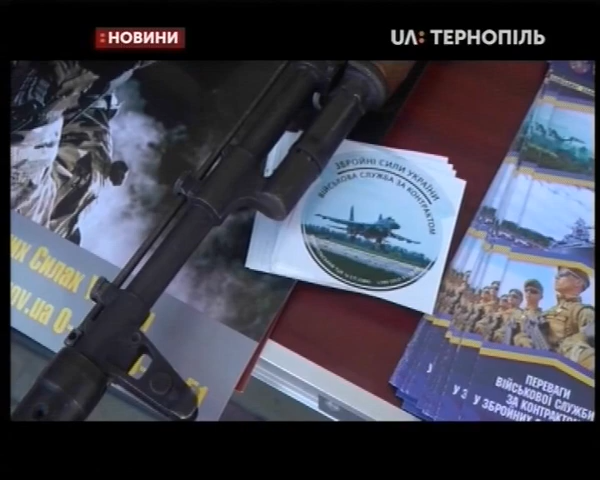 :НОВИНИ
UA: ТЕРНОПІЛЬ
ЗБРОЙНІ СИЛИ УКРАЇНИ
ВІЙСЬКОВА СЛУЖБА ЗА КОНТРАКТОМ
их Силах
ov.ua 0-
ПЕРЕВАГИ
ВІЙСЬКОВОЇ СЛУЖБИ
ЗА КОНТРАКТОМ
У З У ЗБРОЙНИХ